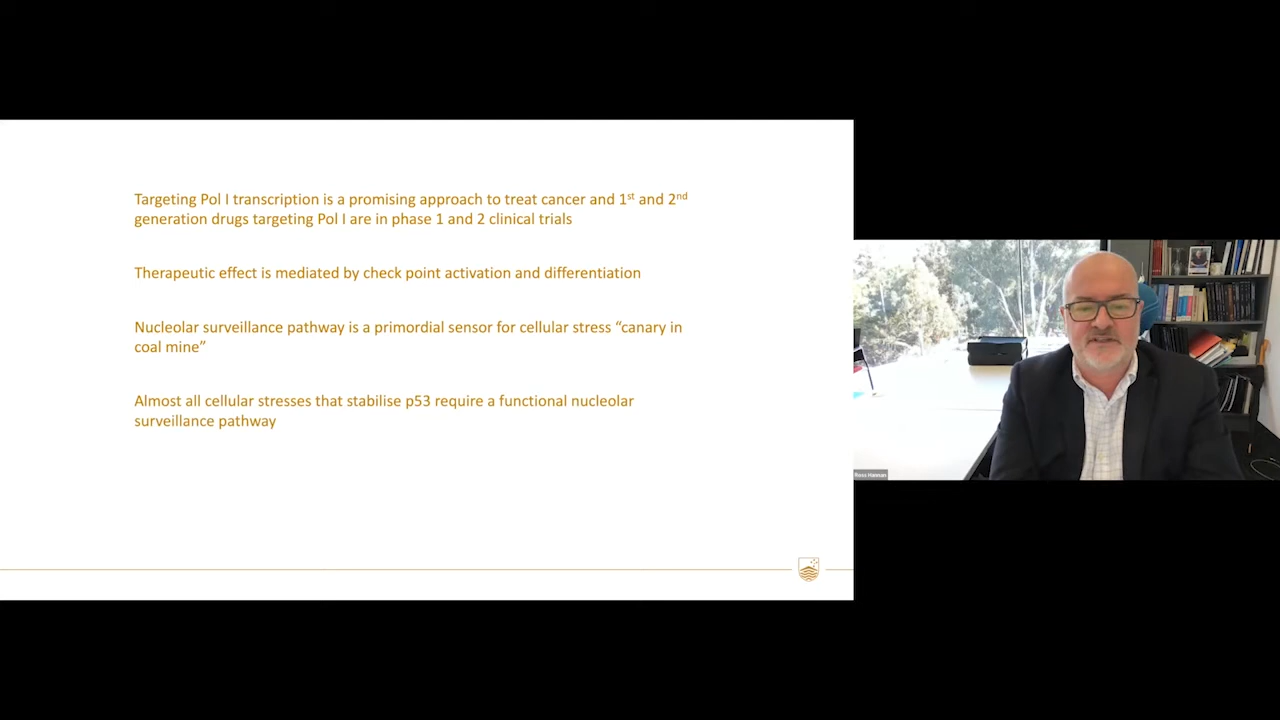 Targeting Pol I transcription is a promising approach to treat cancer and 1st and 2nd
generation drugs targeting Pol I are in phase 1 and 2 clinical trials
Therapeutic effect is mediated by check point activation and differentiation
Nucleolar surveillance pathway is a primordial sensor for cellular stress “canary in
coal mine”
Almost all cellular stresses that stabilise p53 require a functional nucleolar
surveillance pathway
Ross Hannan